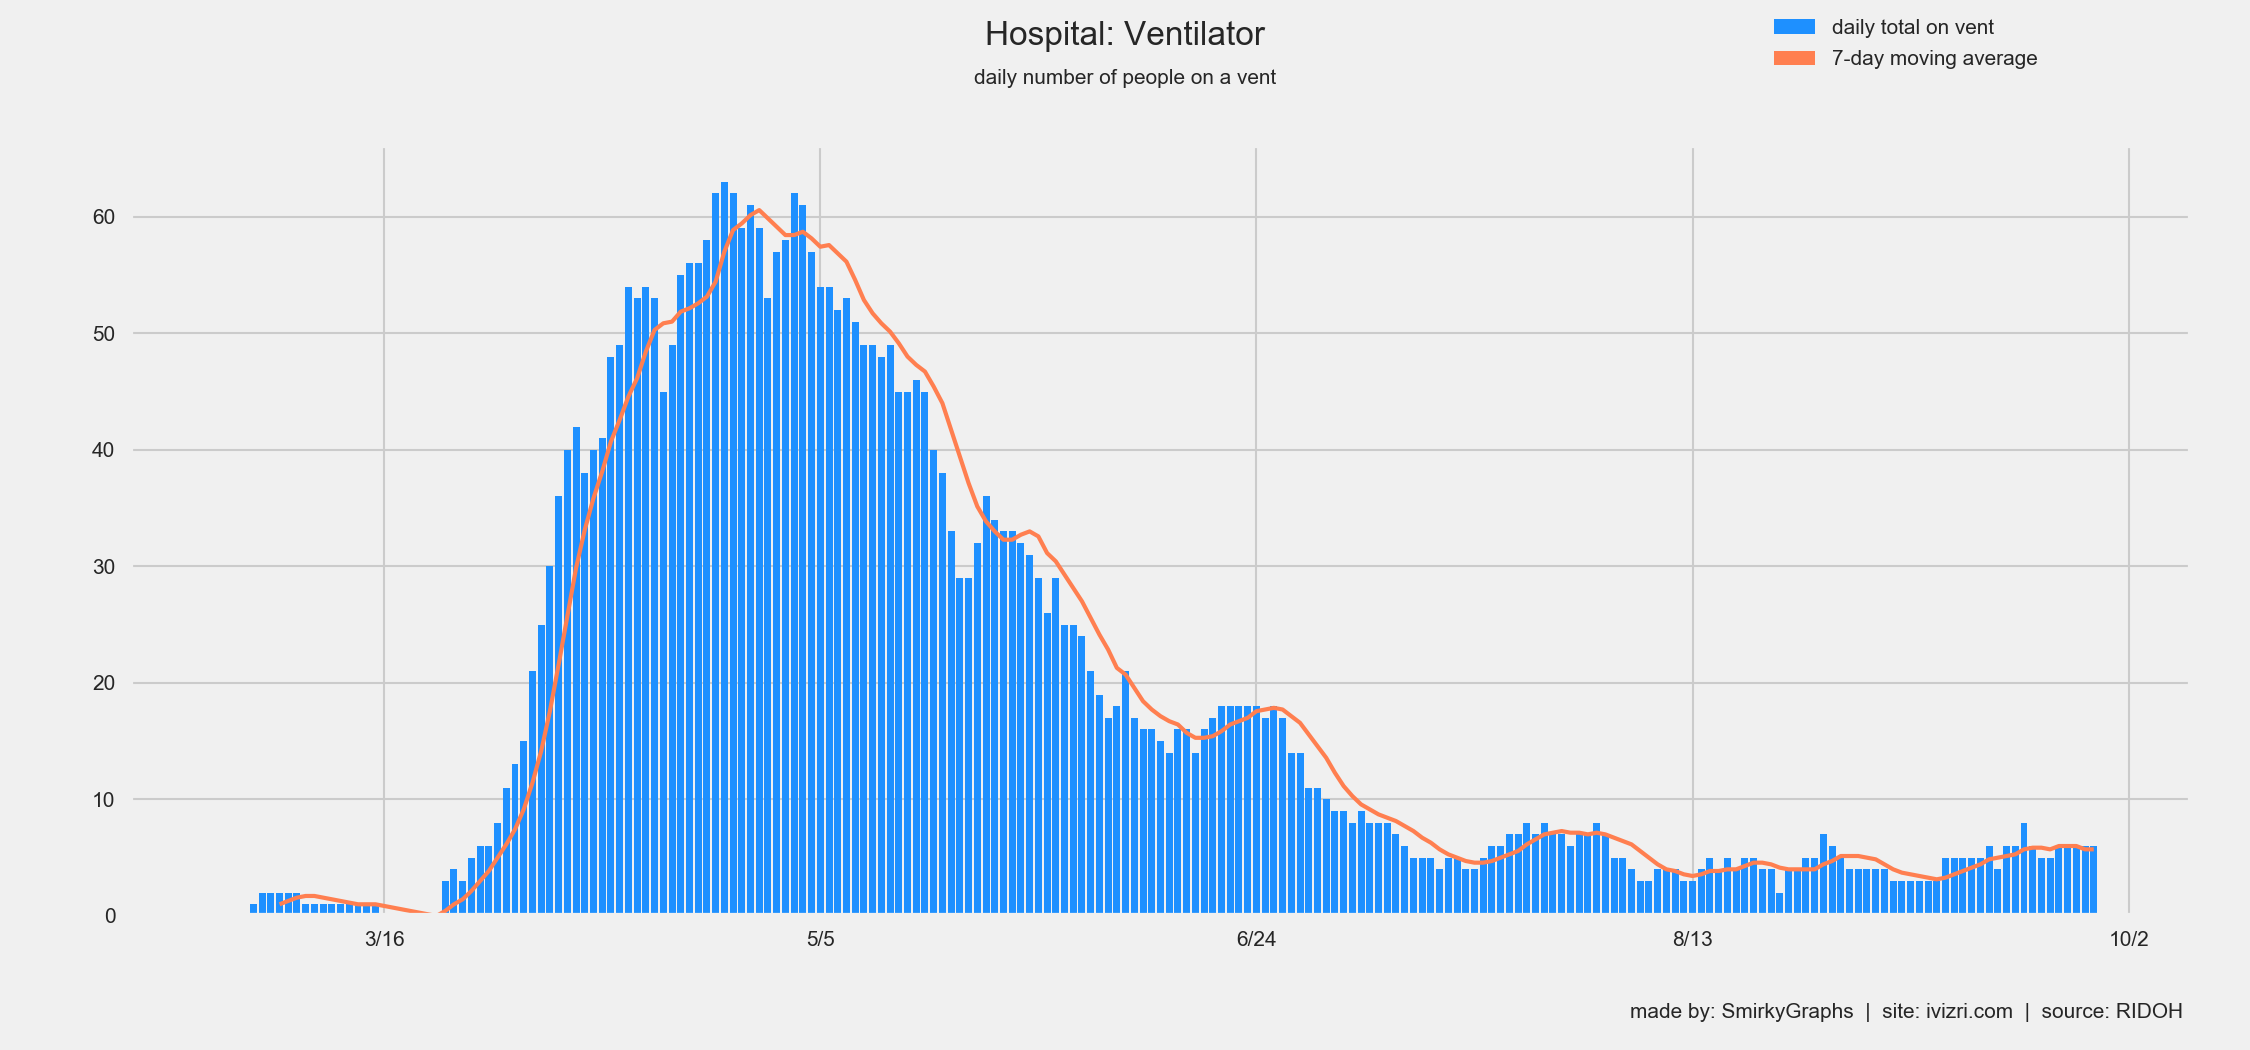 Hospital: Ventilator
daily number of people on a vent
daily total on vent
7-day moving average
60
50
40
30
20
10
0
3/16 5/5 6/24 8/13 10/2
made by: SmirkyGraphs | site: ivizri.com | source: RIDOH